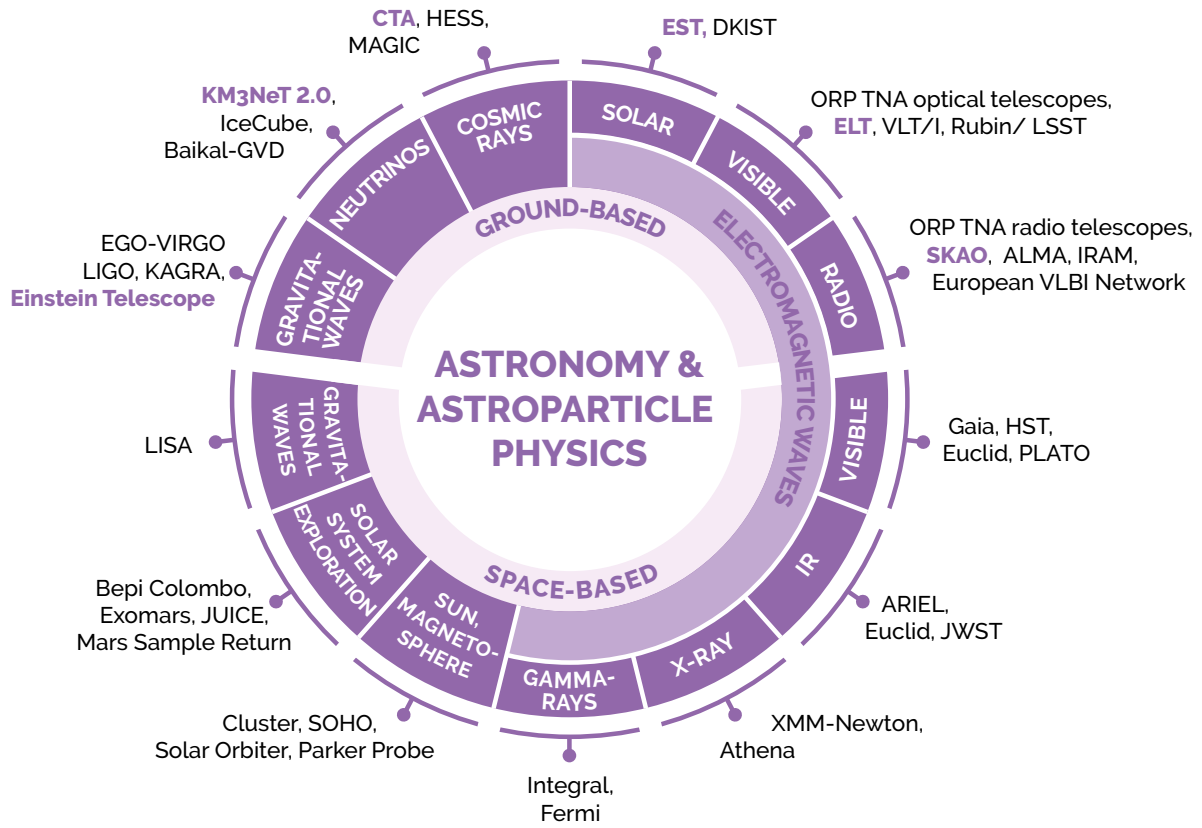 CTA, HESS,
MAGIC
EST, DKIST
KM3NeT 2.0,
IceCube,
Baikal-GVD
ORP TNA optical telescopes,
ELT, VLT/I, Rubin/ LSST
EGO-VIRGO
LIGO, KAGRA,
Einstein Telescope
ORP TNA radio telescopes,
SKAO, ALMA, IRAM,
European VLBI Network
COSMIC
RAYS
SOLAR
NEUTRINOS
VISIBLE
GRAVITA-
TIONAL
WAVES
RADIO
GROUND-BASED
ELECTROMAGNETIC WAVES
ASTRONOMY &
ASTROPARTICLE
PHYSICS
SPACE-BASED
GRAVITA-
TIONAL
WAVES
VISIBLE
SOLAR
SYSTEM
EXPLORATION
IR
SUN,
MAGNETO-
SPHERE
X-RAY
GAMMA-
RAYS
LISA
Gaia, HST,
Euclid, PLATO
Bepi Colombo,
Exomars, JUICE,
Mars Sample Return
ARIEL,
Euclid, JWST
Cluster, SOHO,
Solar Orbiter, Parker Probe
XMM-Newton,
Athena
Integral,
Fermi